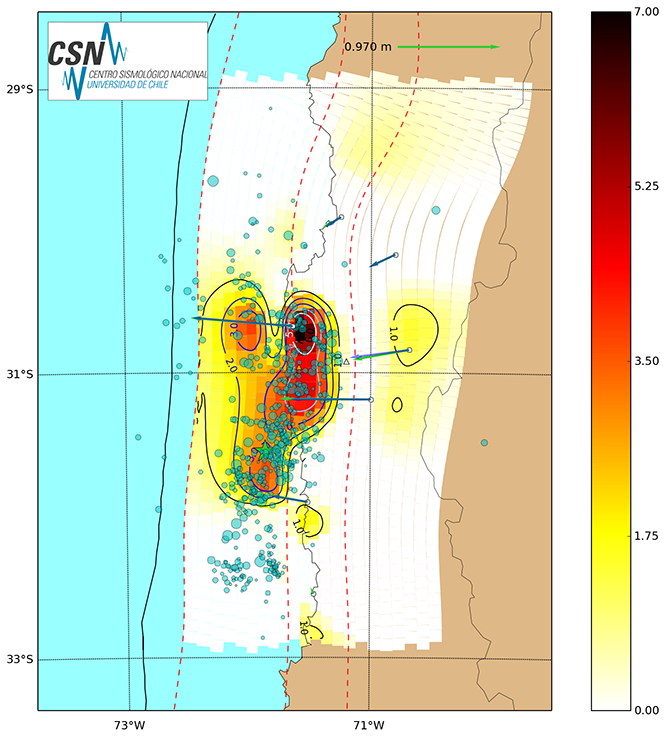 CSN
CENTRO SISMOLÓGICO NACIONAL
UNIVERSIDAD DE CHILE
0.970 m
7.00
29°S
5.25
1.0
2.0
31°S
3.50
1.75
1.0
1.0
33°S
0.00
73°W
71°W